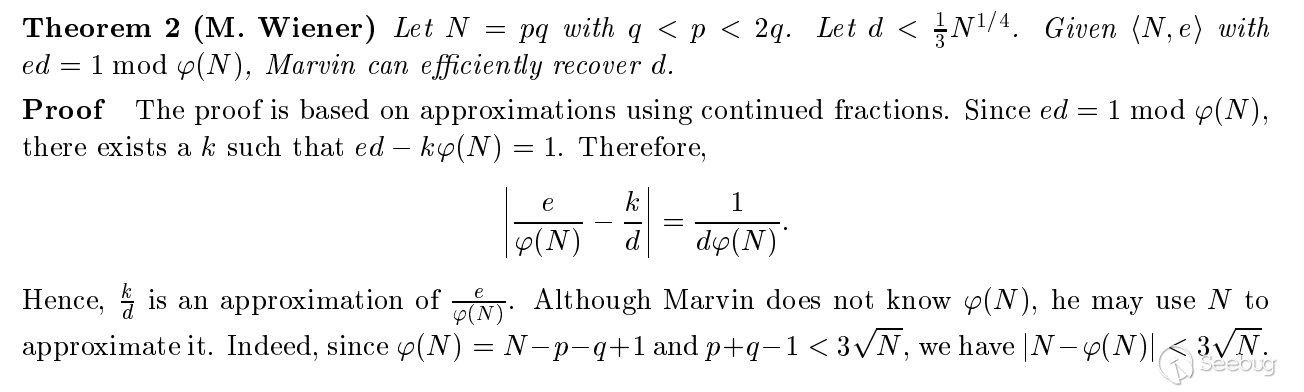 Theorem 2 (M. Wiener) Let N = pq with q < p < 2q. Let d < 1/3 N^{1/4}. Given ⟨N, e⟩ with
ed = 1 mod φ(N), Marvin can efficiently recover d.
Proof The proof is based on approximations using continued fractions. Since ed = 1 mod φ(N),
there exists a k such that ed − kφ(N) = 1. Therefore,
|e/φ(N) − k/d| = 1/dφ(N).
Hence, k/d is an approximation of e/φ(N). Although Marvin does not know φ(N), he may use N to
approximate it. Indeed, since φ(N) = N−p−q+1 and p+q−1 < 3√N, we have |N−φ(N)| < 3√N.
Seebug